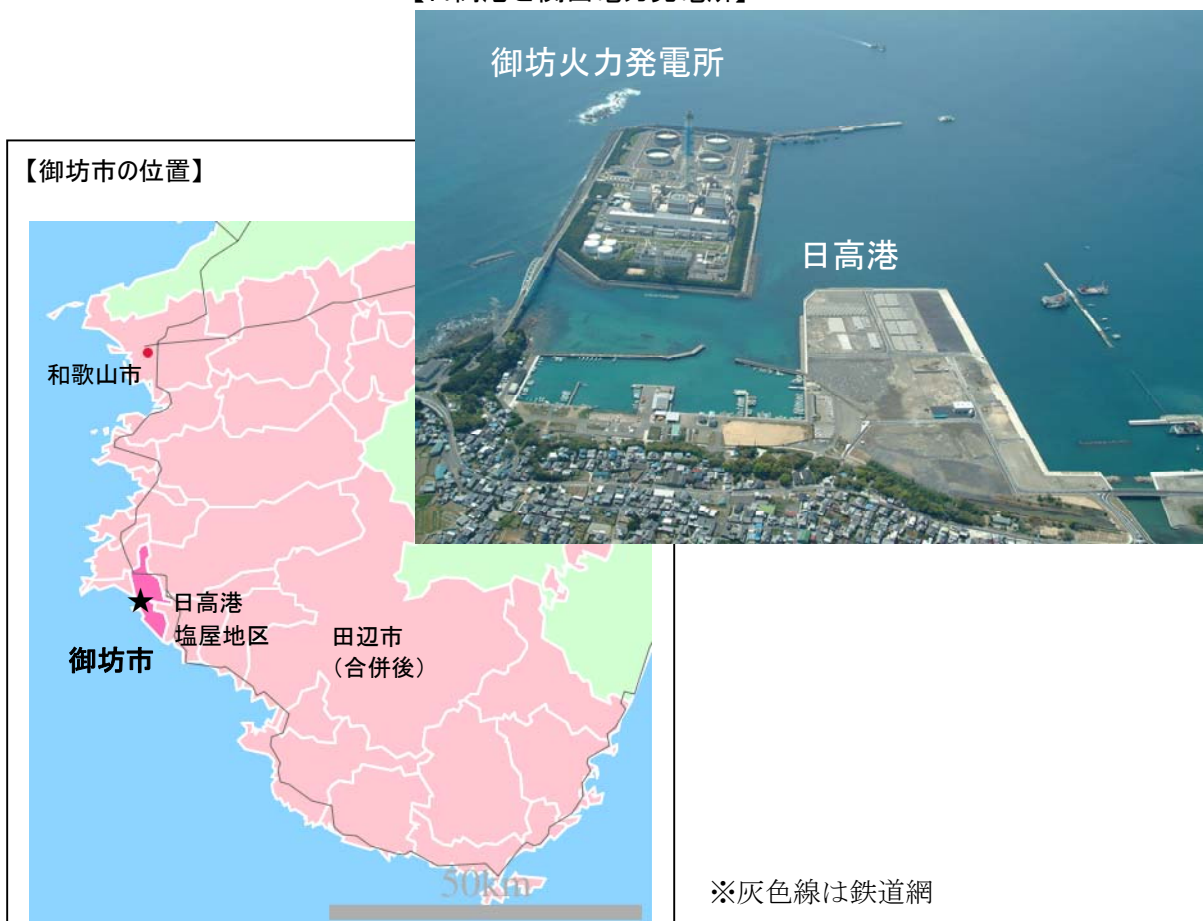 御坊火力発電所
日高港
【御坊市の位置】
和歌山市
★ 日高港
塩屋地区
御坊市
田辺市
（合併後）
50km
※灰色線は鉄道網